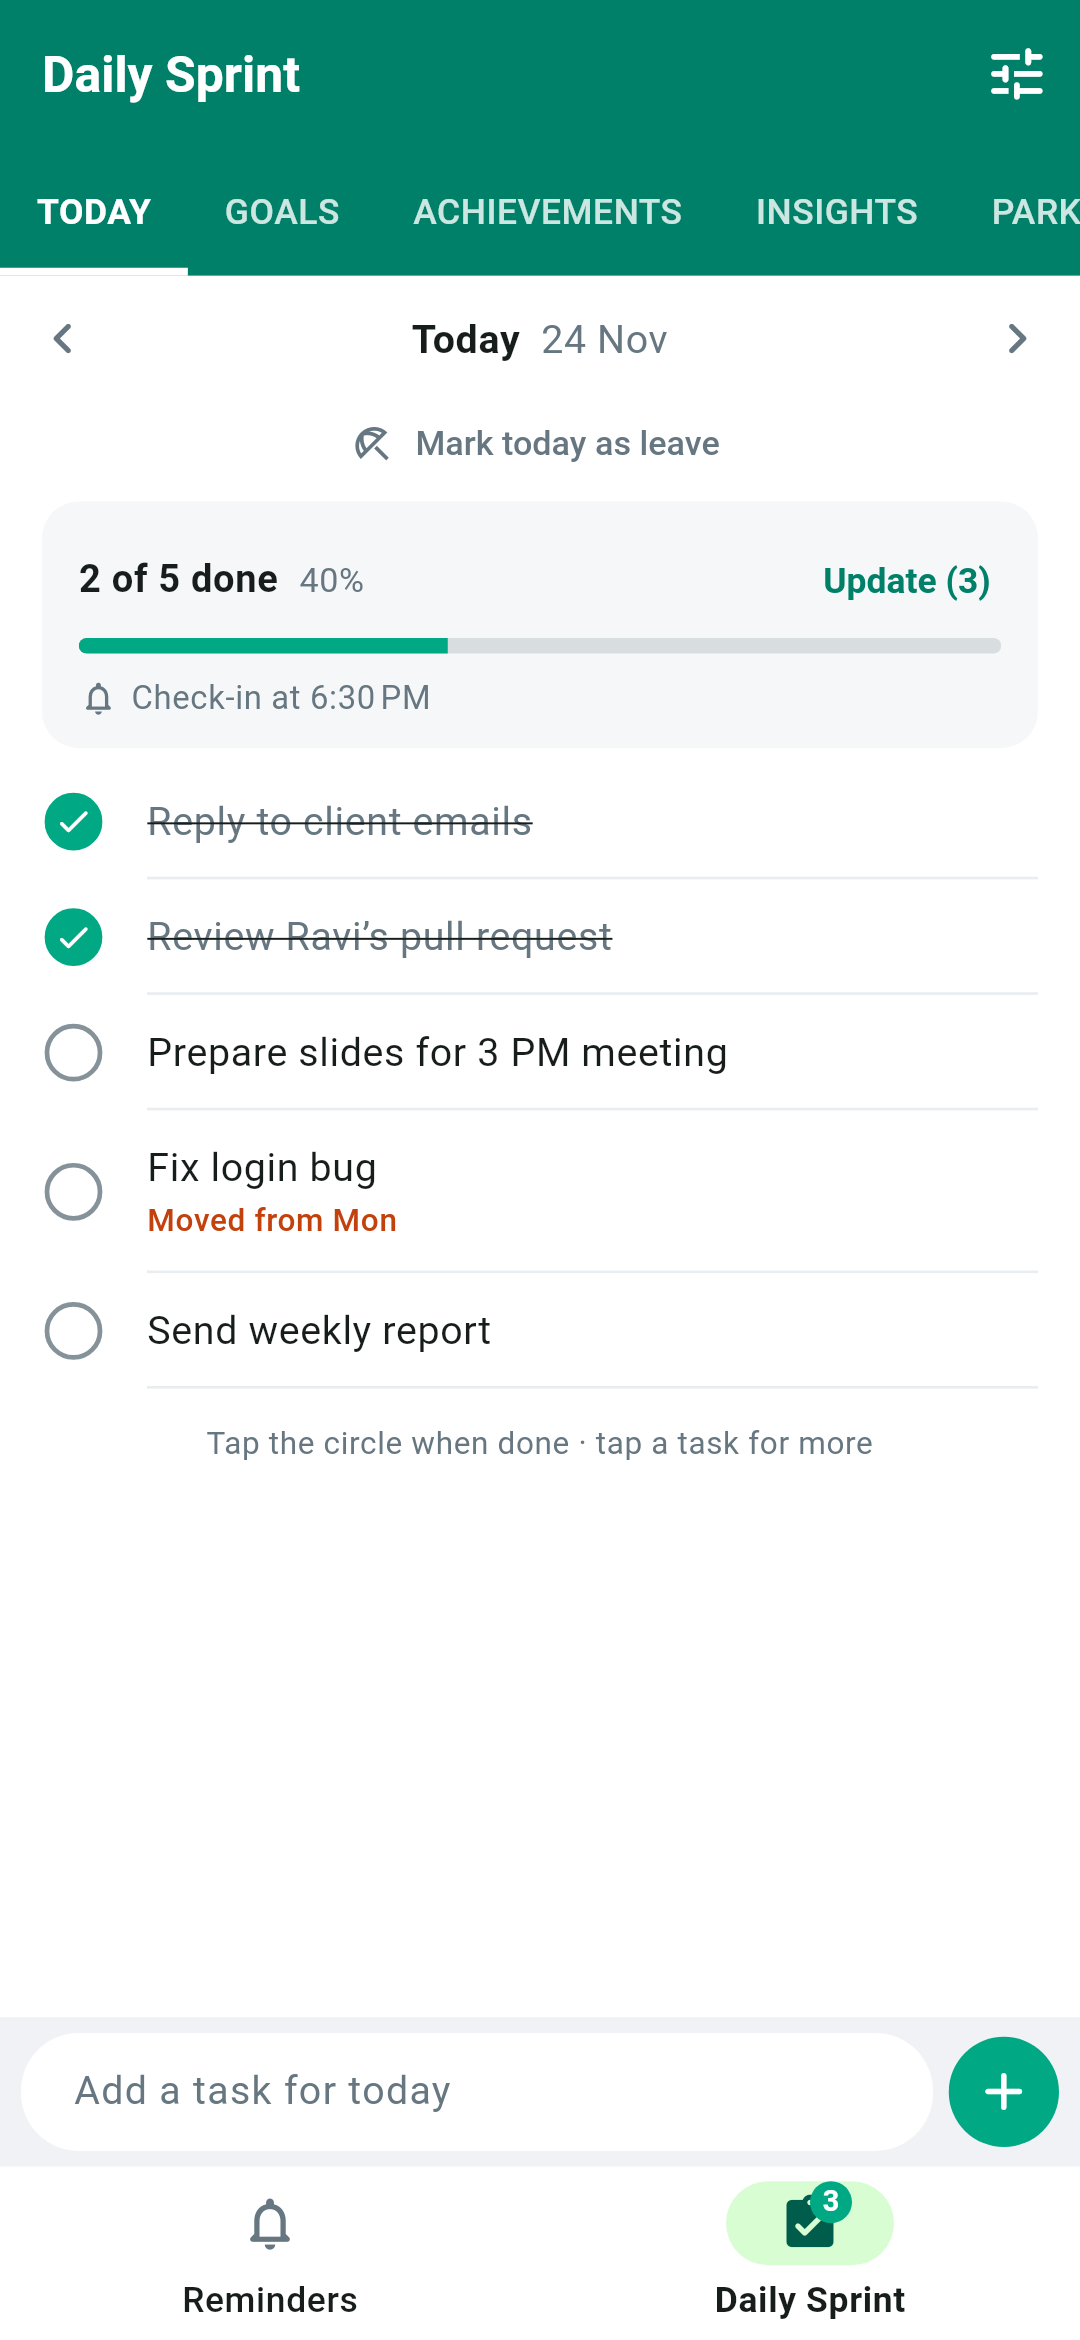 Daily Sprint
TODAY GOALS ACHIEVEMENTS INSIGHTS PARK
Today 24 Nov
Mark today as leave
2 of 5 done 40% Update (3)
Check-in at 6:30 PM
Reply to client emails
Review Ravi’s pull request
Prepare slides for 3 PM meeting
Fix login bug
Moved from Mon
Send weekly report
Tap the circle when done · tap a task for more
Add a task for today
3
Reminders Daily Sprint